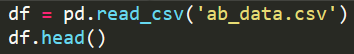 df = pd.read_csv('ab_data.csv')
df.head()